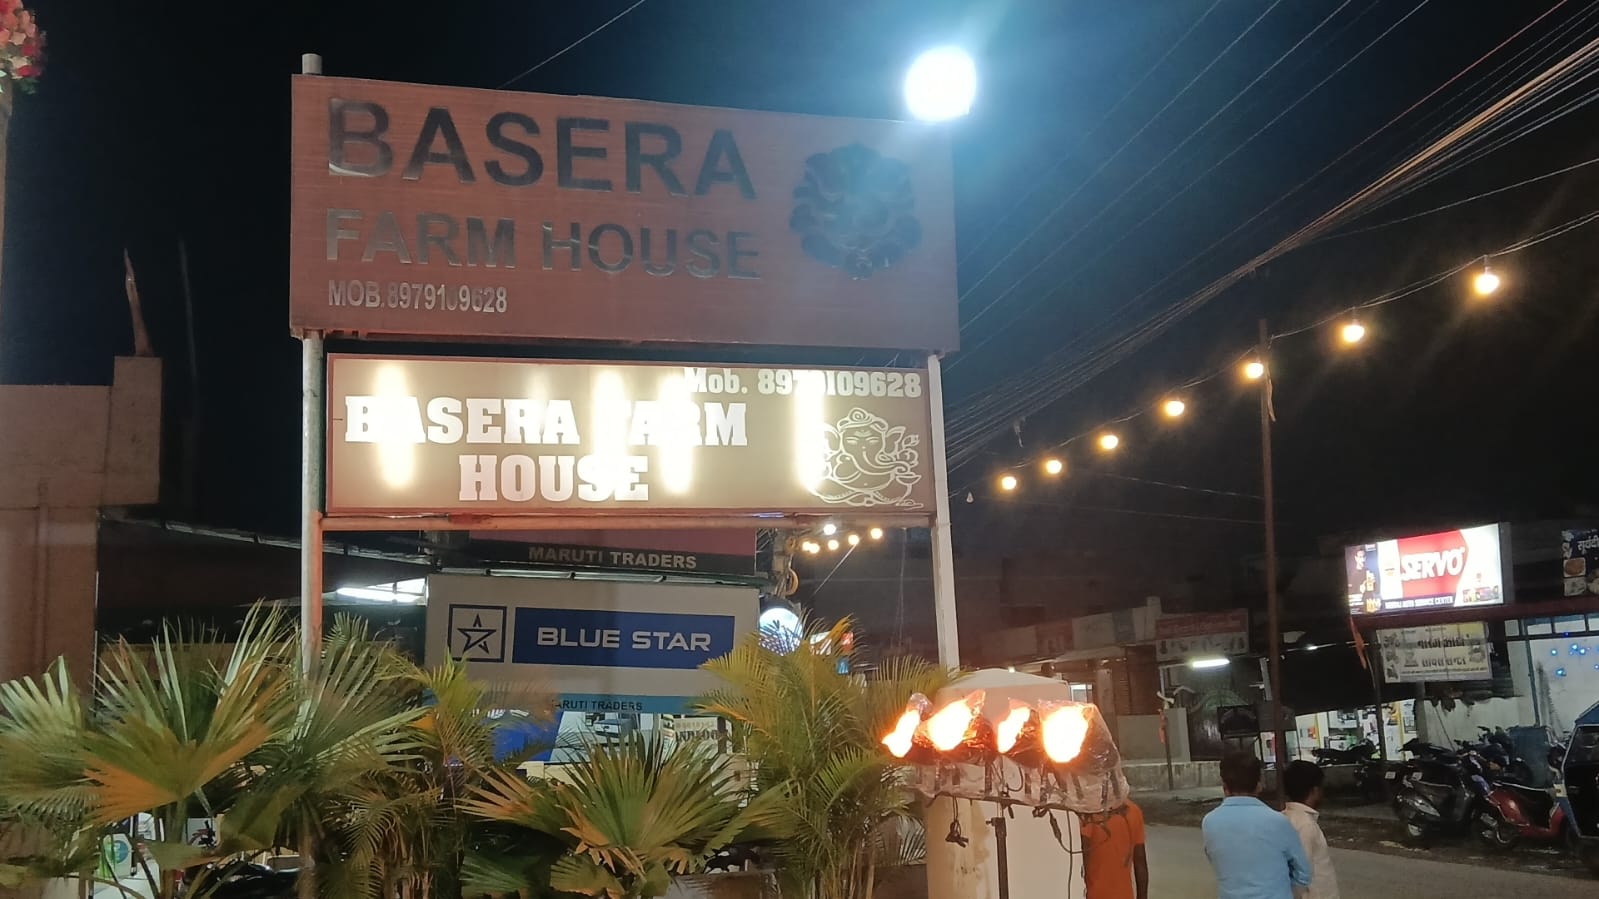 BASERA
FARM HOUSE
MOB.8979109628
Mob. 8979109628
BASERA FARM
HOUSE
MARUTI TRADERS
BLUE STAR
MARUTI TRADERS
SERVO